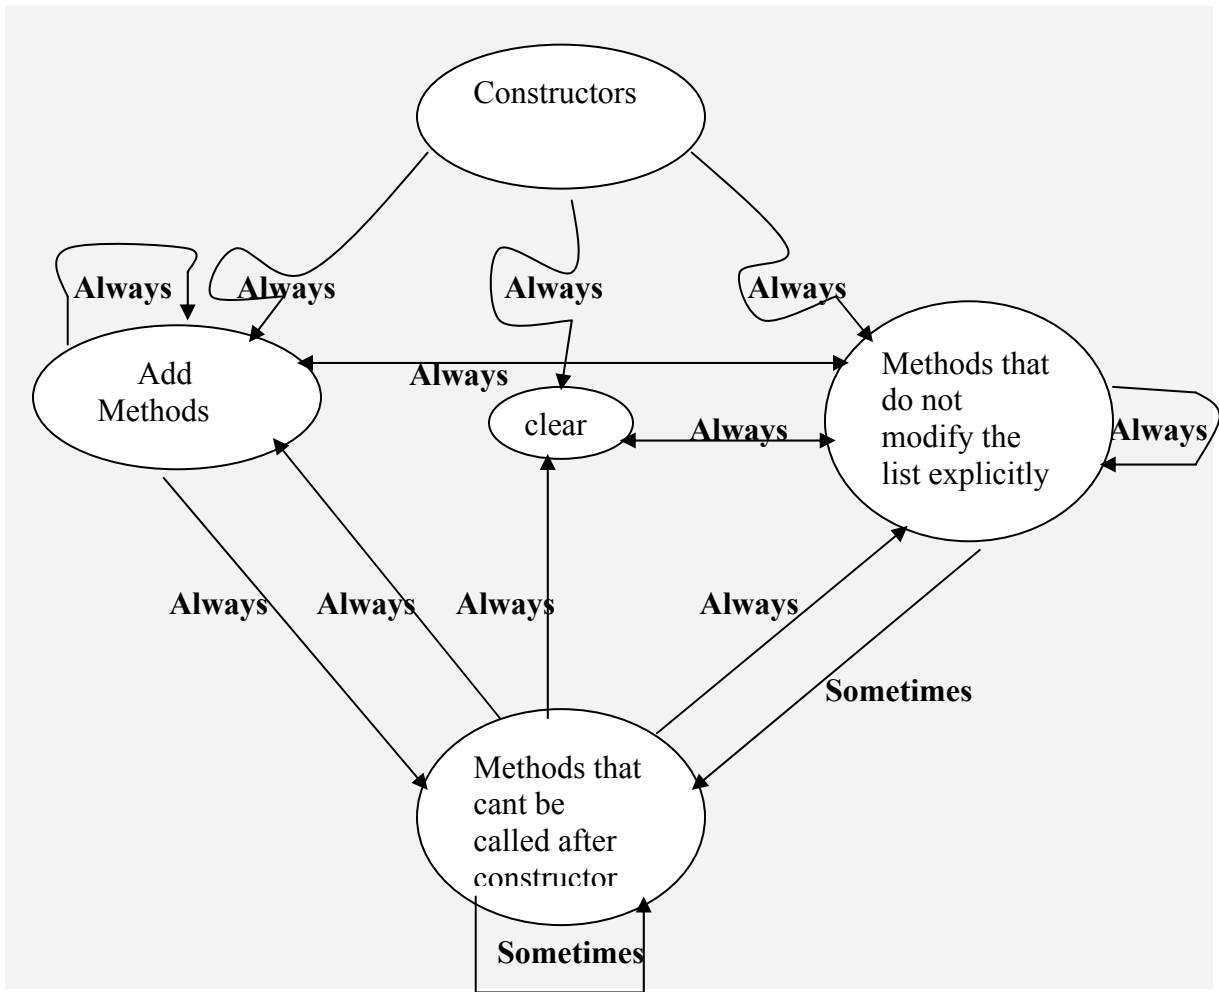 Constructors
Always
Always
Always
Always
Add
Methods
Always
clear
Always
Methods that
do not
modify the
list explicitly
Always
Always
Always
Always
Always
Sometimes
Methods that
cant be
called after
constructor
Sometimes